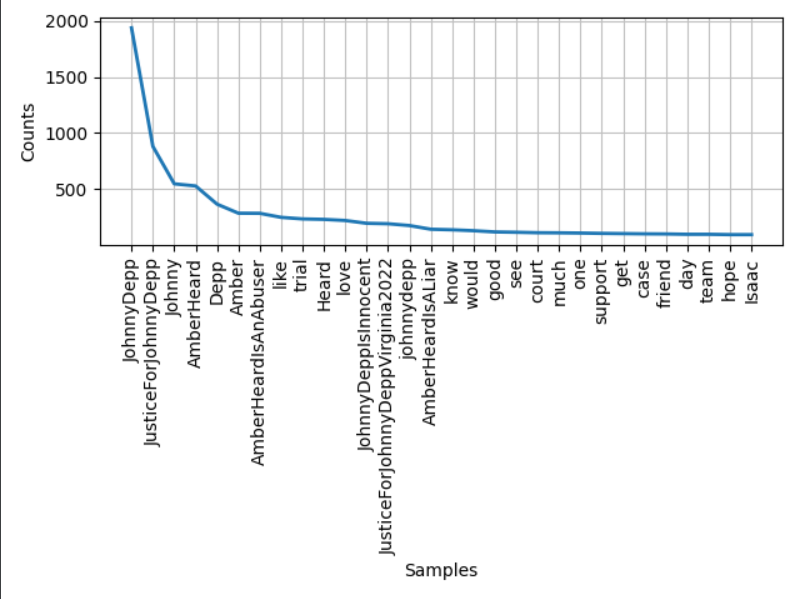 2000
1500
1000
500
Counts
JohnnyDepp
JusticeForJohnnyDepp
Johnny
AmberHeard
Depp
Amber
AmberHeardIsAnAbuser
like
trial
Heard
love
JohnnyDeppIsInnocent
JusticeForJohnnyDeppVirginia2022
johnnydepp
AmberHeardIsALiar
know
would
good
see
court
much
one
support
get
case
friend
day
team
hope
Isaac
Samples